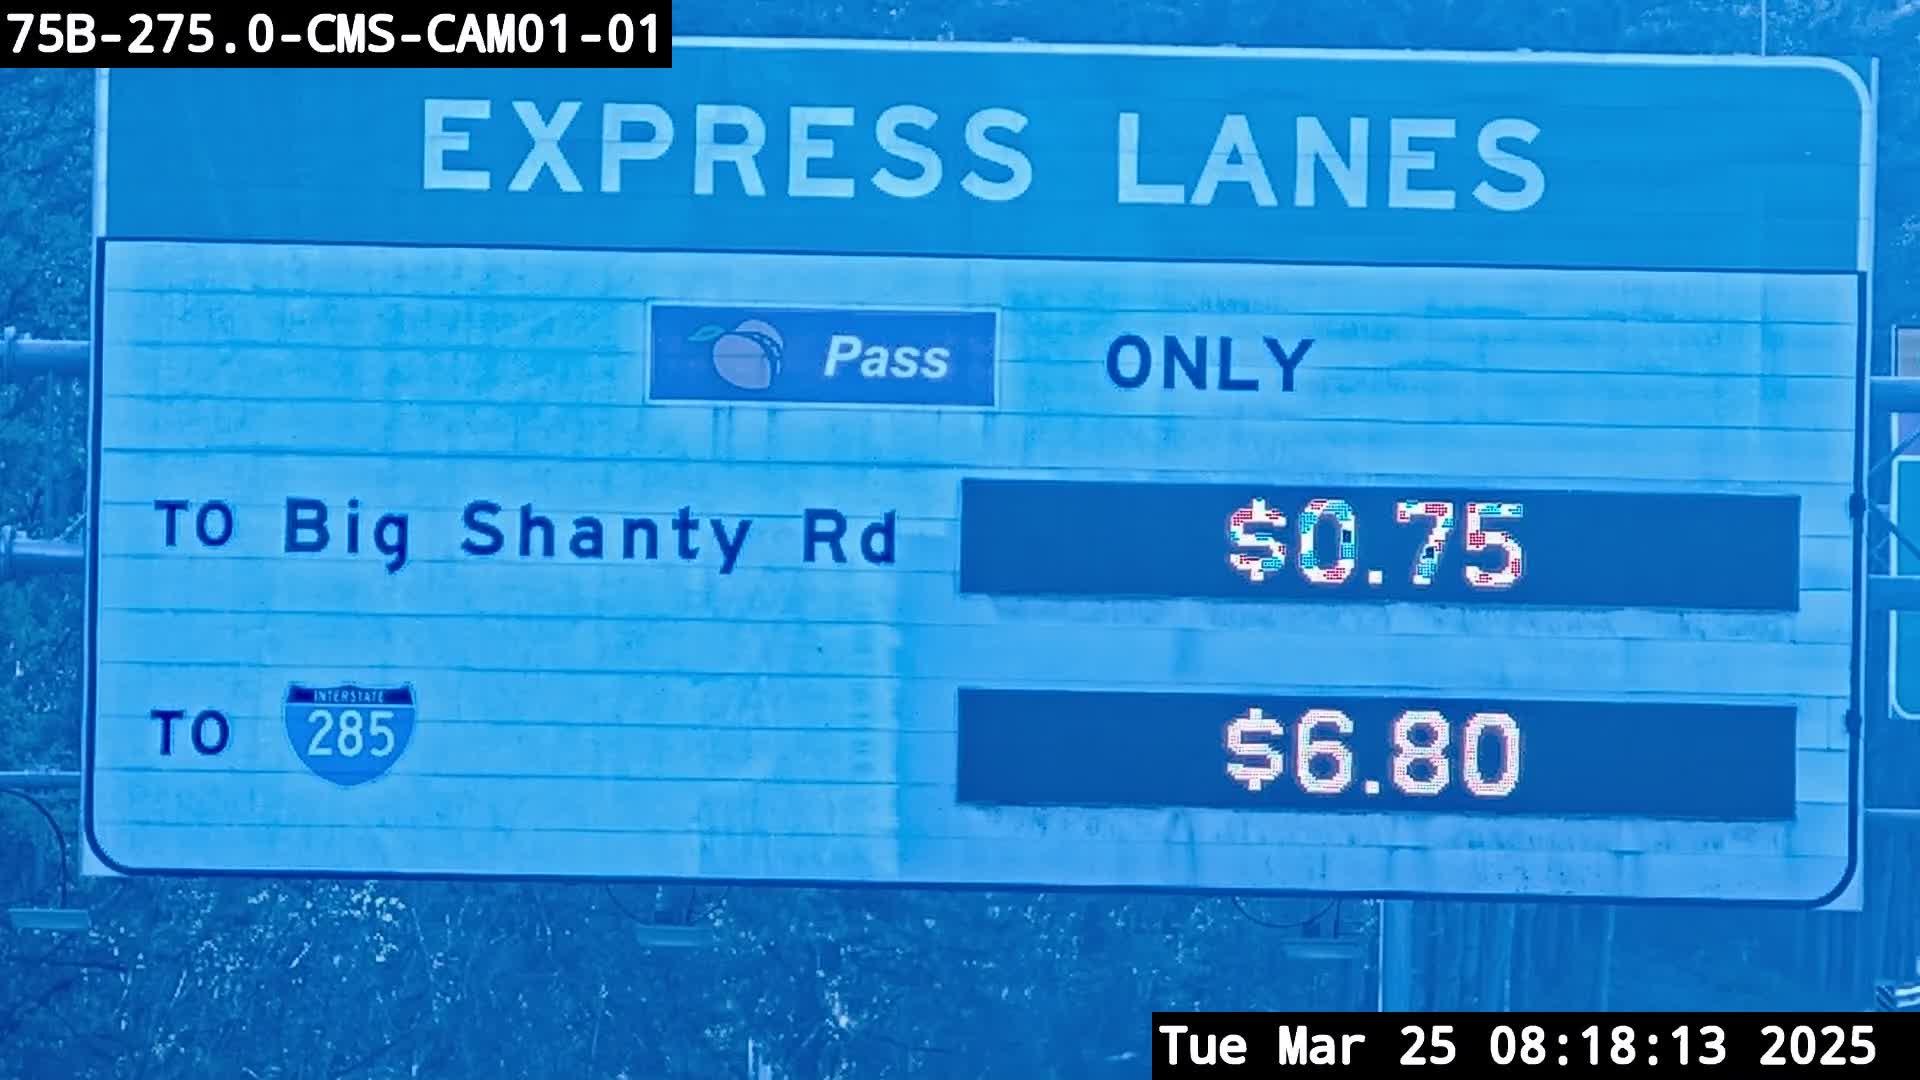 75B-275.0-CMS-CAM01-01
EXPRESS LANES
Pass ONLY
TO Big Shanty Rd $0.75
TO INTERSTATE 285 $6.80
Tue Mar 25 08:18:13 2025